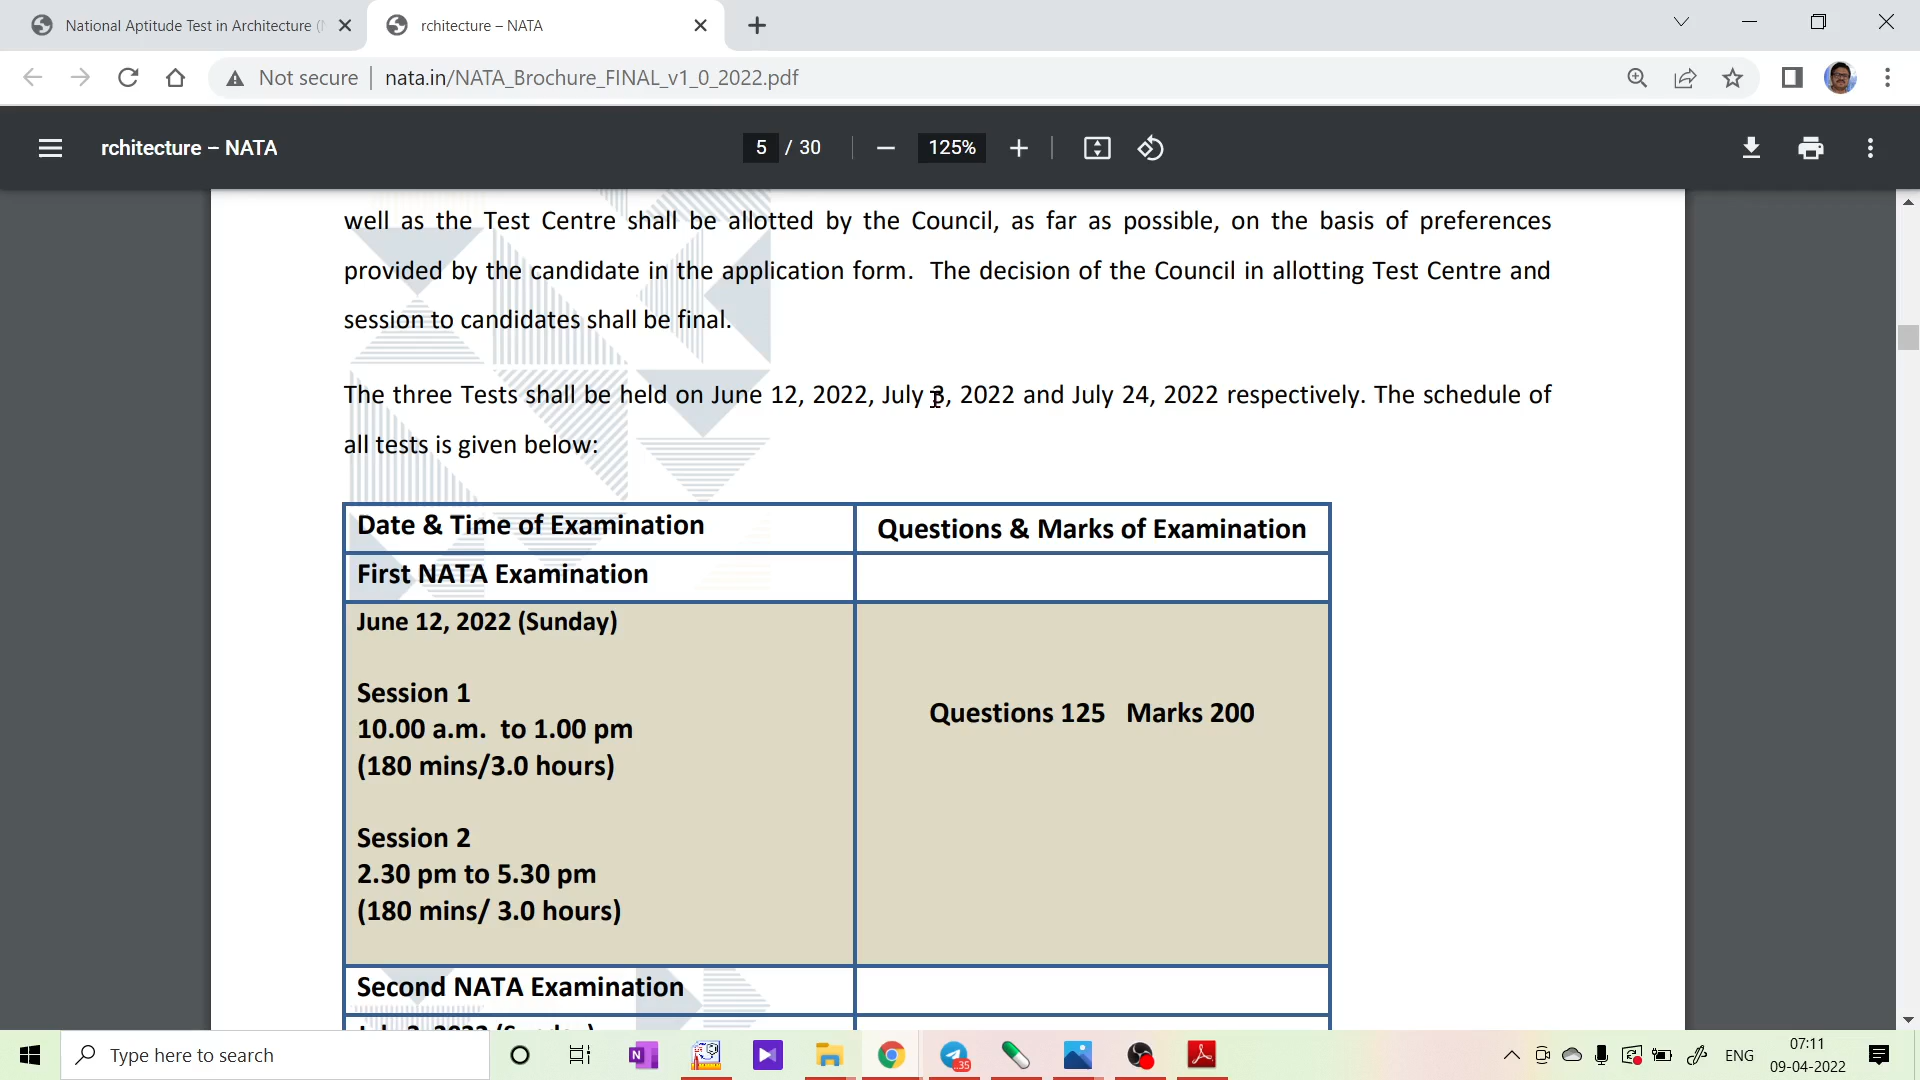 National Aptitude Test in Architecture (
rchitecture – NATA
Not secure
nata.in/NATA_Brochure_FINAL_v1_0_2022.pdf
rchitecture – NATA
5 / 30
125%
well as the Test Centre shall be allotted by the Council, as far as possible, on the basis of preferences
provided by the candidate in the application form. The decision of the Council in allotting Test Centre and
session to candidates shall be final.
The three Tests shall be held on June 12, 2022, July 3, 2022 and July 24, 2022 respectively. The schedule of
all tests is given below:
Date & Time of Examination
Questions & Marks of Examination
First NATA Examination
June 12, 2022 (Sunday)
Session 1
10.00 a.m. to 1.00 pm
(180 mins/3.0 hours)
Questions 125 Marks 200
Session 2
2.30 pm to 5.30 pm
(180 mins/ 3.0 hours)
Second NATA Examination
Type here to search
N
35
ENG
07:11
09-04-2022